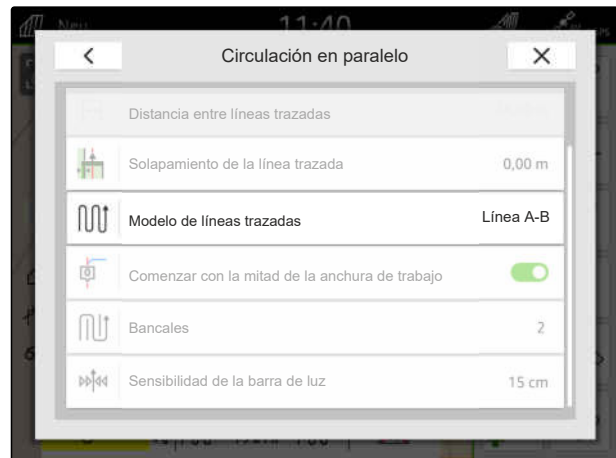 Neu
11:40
Circulación en paralelo
Distancia entre líneas trazadas
Solapamiento de la línea trazada 0,00 m
Modelo de líneas trazadas Línea A-B
Comenzar con la mitad de la anchura de trabajo
Bancales 2
Sensibilidad de la barra de luz 15 cm